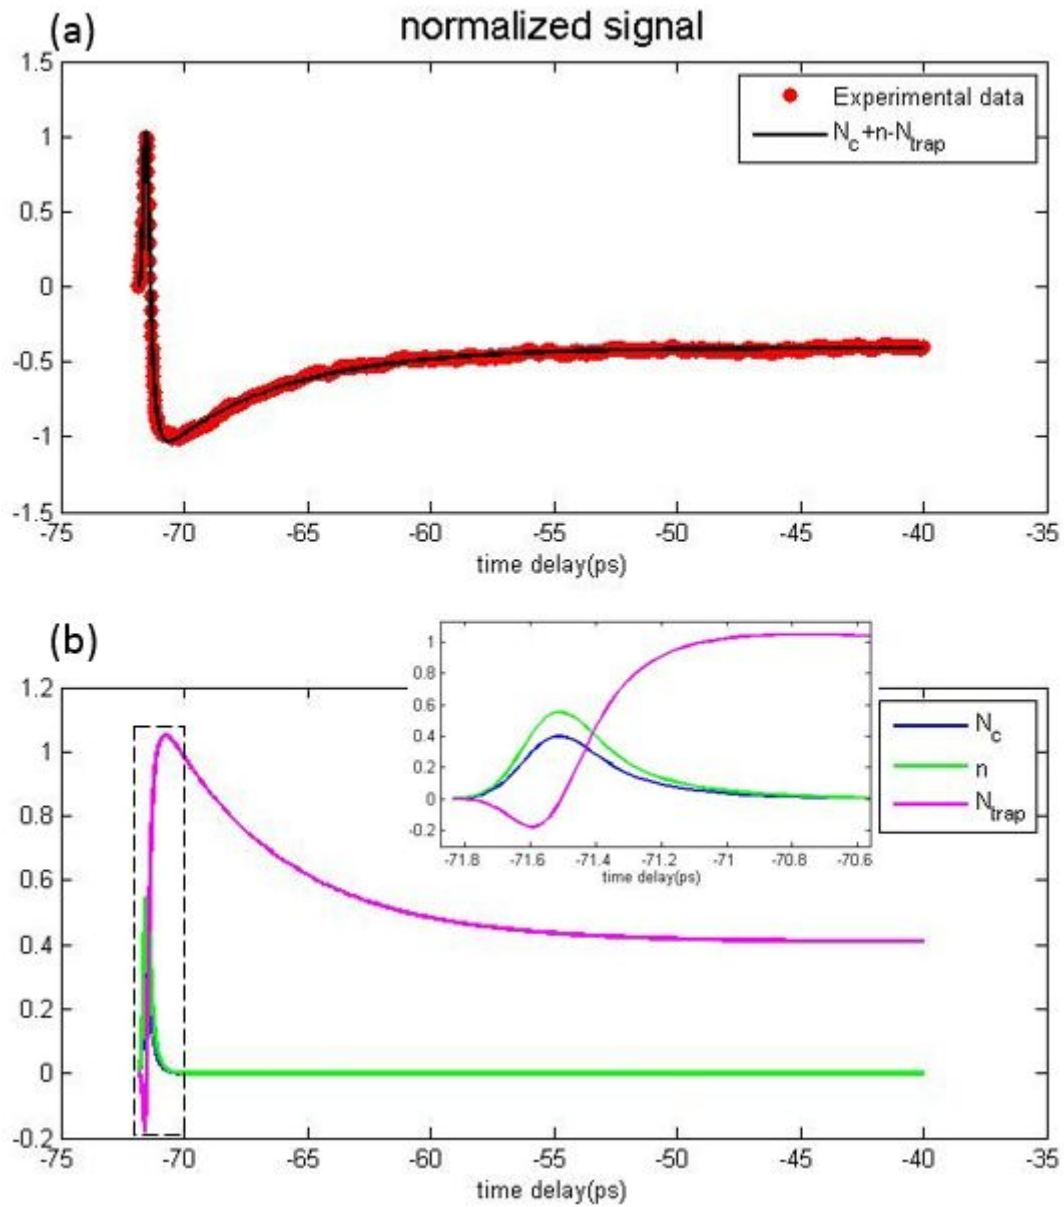 (a)
normalized signal
1.5
1
0.5
0
-0.5
-1
-1.5
Experimental data
N_c+n-N_trap
-75 -70 -65 -60 -55 -50 -45 -40 -35
time delay(ps)
(b)
1.2
1
0.8
0.6
0.4
0.2
0
-0.2
1
0.8
0.6
0.4
0.2
0
-0.2
-71.8 -71.6 -71.4 -71.2 -71 -70.8 -70.6
time delay(ps)
N_c
n
N_trap
-75 -70 -65 -60 -55 -50 -45 -40 -35
time delay(ps)